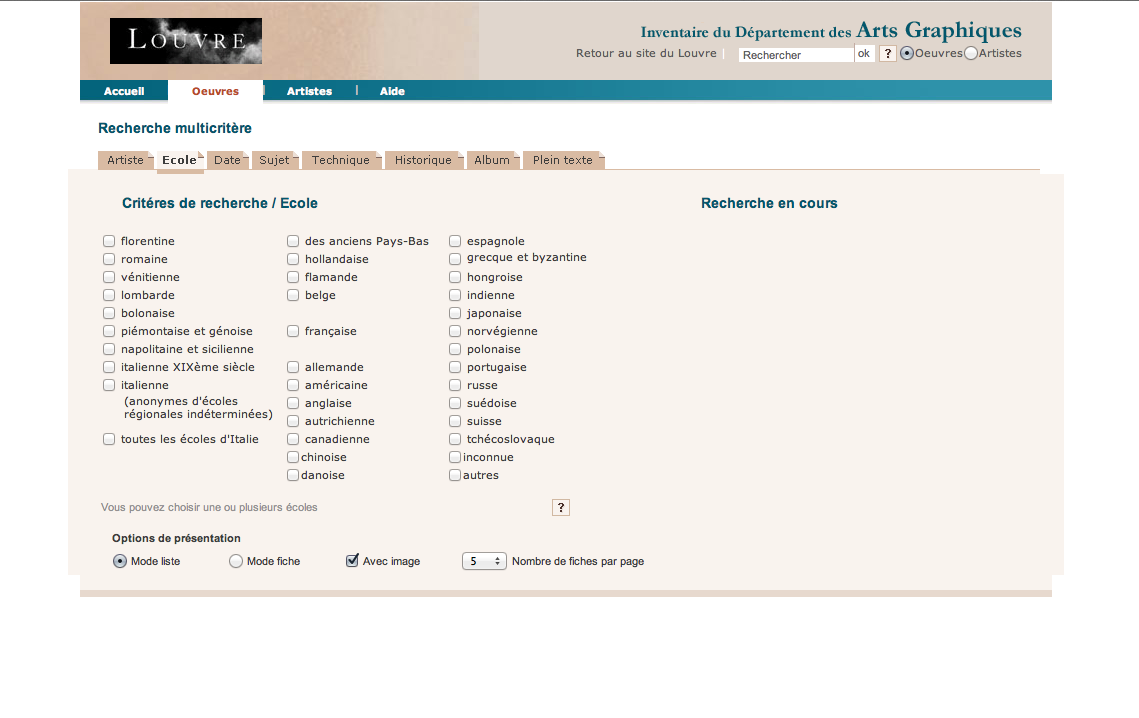 LOUVRE
Inventaire du Département des Arts Graphiques
Retour au site du Louvre Rechercher ok ? Oeuvres Artistes
Accueil Oeuvres Artistes Aide
Recherche multicritère
Artiste Ecole Date Sujet Technique Historique Album Plein texte
Critéres de recherche / Ecole
Recherche en cours
florentine
romaine
vénitienne
lombarde
bolonaise
piémontaise et génoise
napolitaine et sicilienne
italienne XIXème siècle
italienne
(anonymes d'écoles
régionales indéterminées)
toutes les écoles d'Italie
des anciens Pays-Bas
hollandaise
flamande
belge
française
allemande
américaine
anglaise
autrichienne
canadienne
chinoise
danoise
espagnole
grecque et byzantine
hongroise
indienne
japonaise
norvégienne
polonaise
portugaise
russe
suédoise
suisse
tchécoslovaque
inconnue
autres
Vous pouvez choisir une ou plusieurs écoles ?
Options de présentation
Mode liste Mode fiche Avec image 5 Nombre de fiches par page